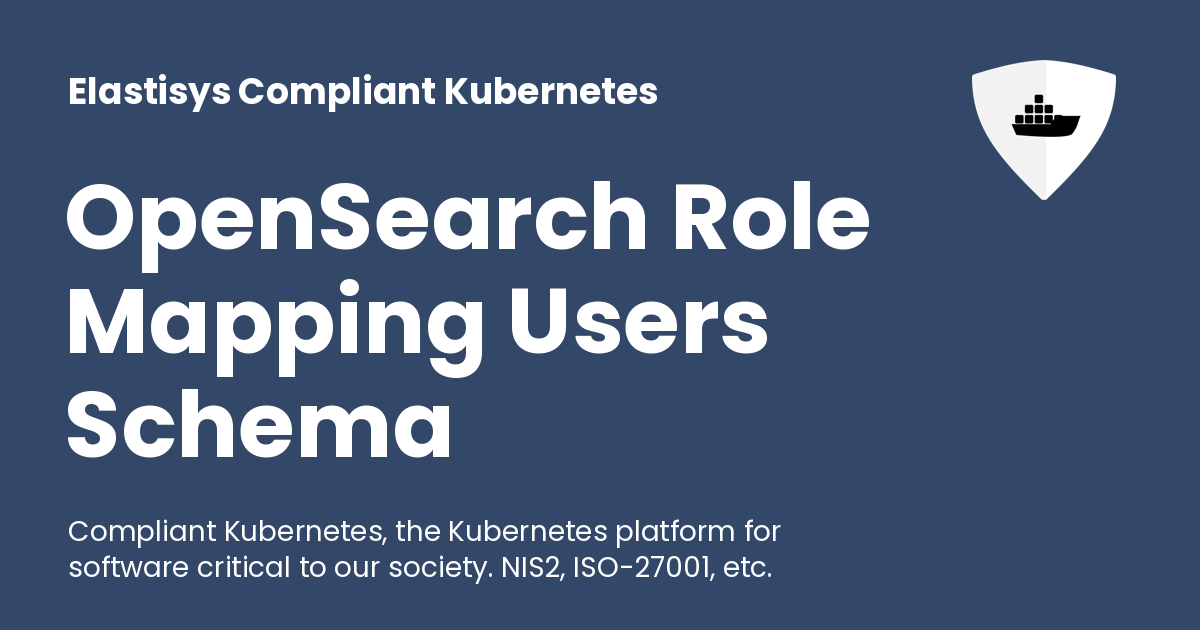 Elastisys Compliant Kubernetes
OpenSearch Role
Mapping Users
Schema
Compliant Kubernetes, the Kubernetes platform for
software critical to our society. NIS2, ISO-27001, etc.